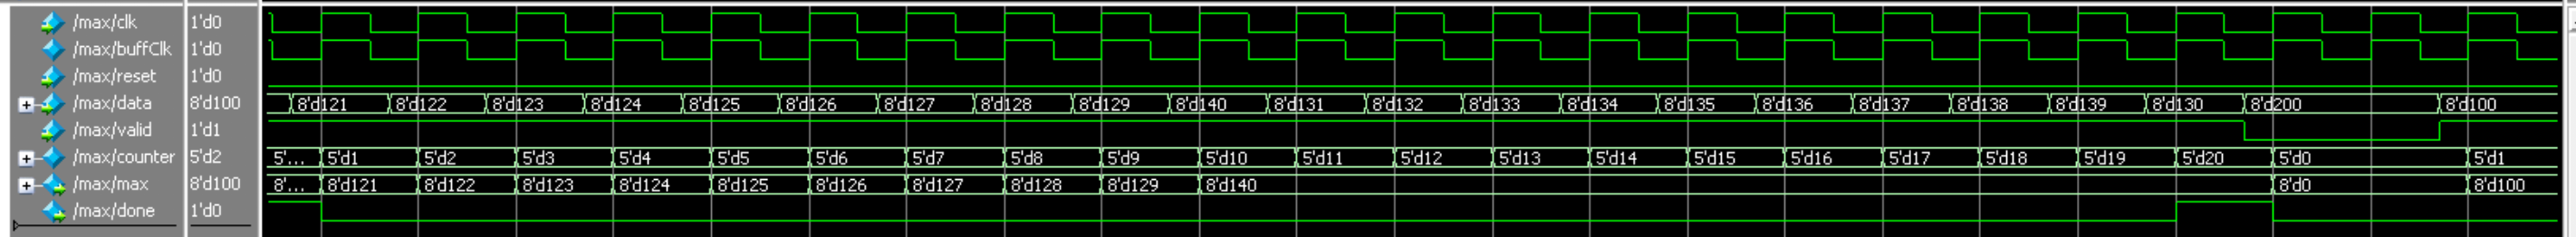 /max/clk 1'd0
/max/buffClk 1'd0
/max/reset 1'd0
/max/data 8'd100 8'd121 8'd122 8'd123 8'd124 8'd125 8'd126 8'd127 8'd128 8'd129 8'd140 8'd131 8'd132 8'd133 8'd134 8'd135 8'd136 8'd137 8'd138 8'd139 8'd130 8'd200 8'd100
/max/valid 1'd1
/max/counter 5'd2 5'... 5'd1 5'd2 5'd3 5'd4 5'd5 5'd6 5'd7 5'd8 5'd9 5'd10 5'd11 5'd12 5'd13 5'd14 5'd15 5'd16 5'd17 5'd18 5'd19 5'd20 5'd0 5'd1
/max/max 8'd100 8'... 8'd121 8'd122 8'd123 8'd124 8'd125 8'd126 8'd127 8'd128 8'd129 8'd140 8'd0 8'd100
/max/done 1'd0